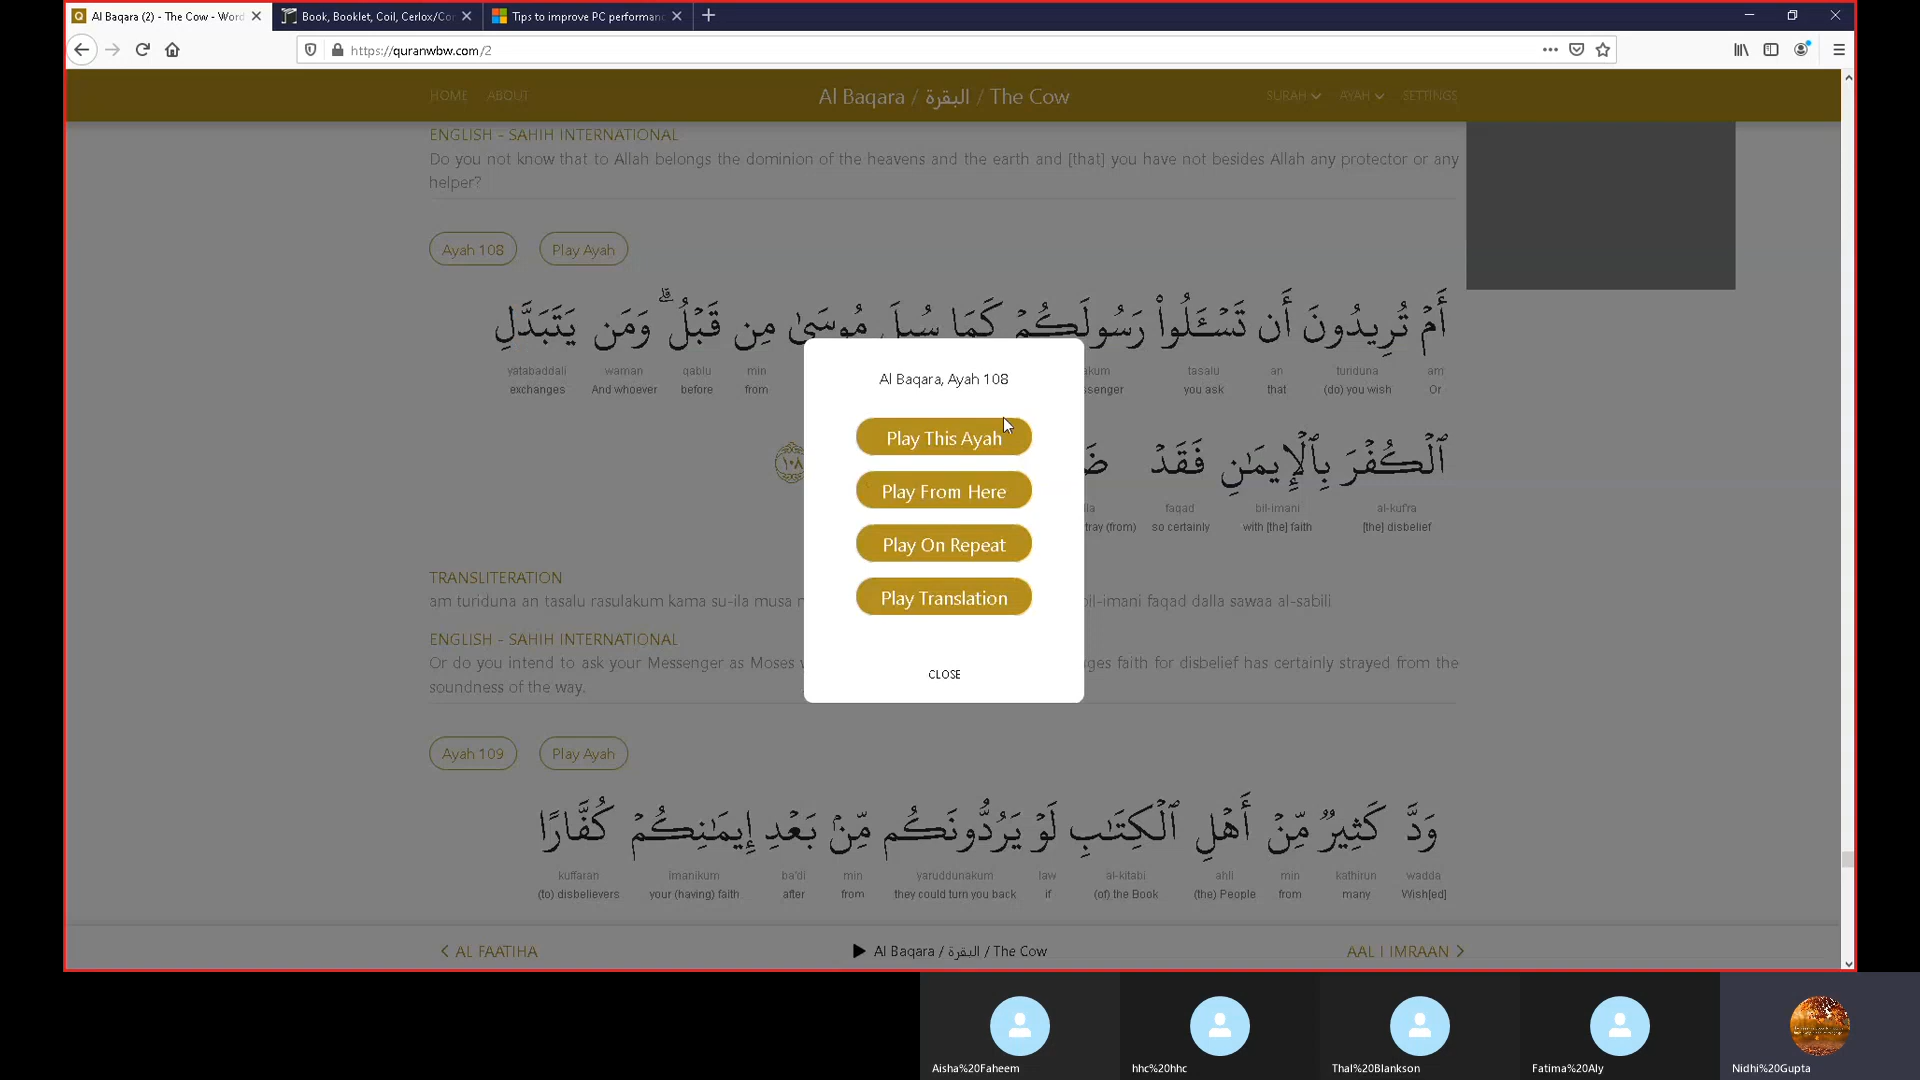 Al Baqara (2) - The Cow - Word
Book, Booklet, Coil, Cerlox/Co
Tips to improve PC performan
https://quranwbw.com/2
HOME ABOUT Al Baqara / البقرة / The Cow SURAH AYAH SETTINGS
ENGLISH - SAHIH INTERNATIONAL
Do you not know that to Allah belongs the dominion of the heavens and the earth and [that] you have not besides Allah any protector or any
helper?
Ayah 108 Play Ayah
أَمْ تُرِيدُونَ أَن تَسْـَٔلُوا۟ رَسُولَكُمْ كَمَا سُئِلَ مُوسَىٰ مِن قَبْلُ ۗ وَمَن يَتَبَدَّلِ
yatabaddali waman qablu min akum tasalu an turiduna am
exchanges And whoever before from ssenger you ask that (do) you wish Or
ٱلْكُفْرَ بِٱلْإِيمَـٰنِ فَقَدْ ضَ ١٠٨
lla faqad bil-imani al-kuf'ra
tray (from) so certainly with [the] faith [the] disbelief
TRANSLITERATION
am turiduna an tasalu rasulakum kama su-ila musa m bil-imani faqad dalla sawaa al-sabili
ENGLISH - SAHIH INTERNATIONAL
Or do you intend to ask your Messenger as Moses w ges faith for disbelief has certainly strayed from the
soundness of the way.
Al Baqara, Ayah 108
Play This Ayah
Play From Here
Play On Repeat
Play Translation
CLOSE
Ayah 109 Play Ayah
وَدَّ كَثِيرٌ مِّنْ أَهْلِ ٱلْكِتَـٰبِ لَوْ يَرُدُّونَكُم مِّنۢ بَعْدِ إِيمَـٰنِكُمْ كُفَّارًا
kuffaran imanikum ba'di min yaruddunakum law al-kitabi ahli min kathirun wadda
(to) disbelievers your (having) faith after from they could turn you back if (of) the Book (the) People from many Wish[ed]
AL FAATIHA Al Baqara / البقرة / The Cow AAL I IMRAAN
Aisha%20Faheem hhc%20hhc Thal%20Blankson Fatima%20Aly Nidhi%20Gupta